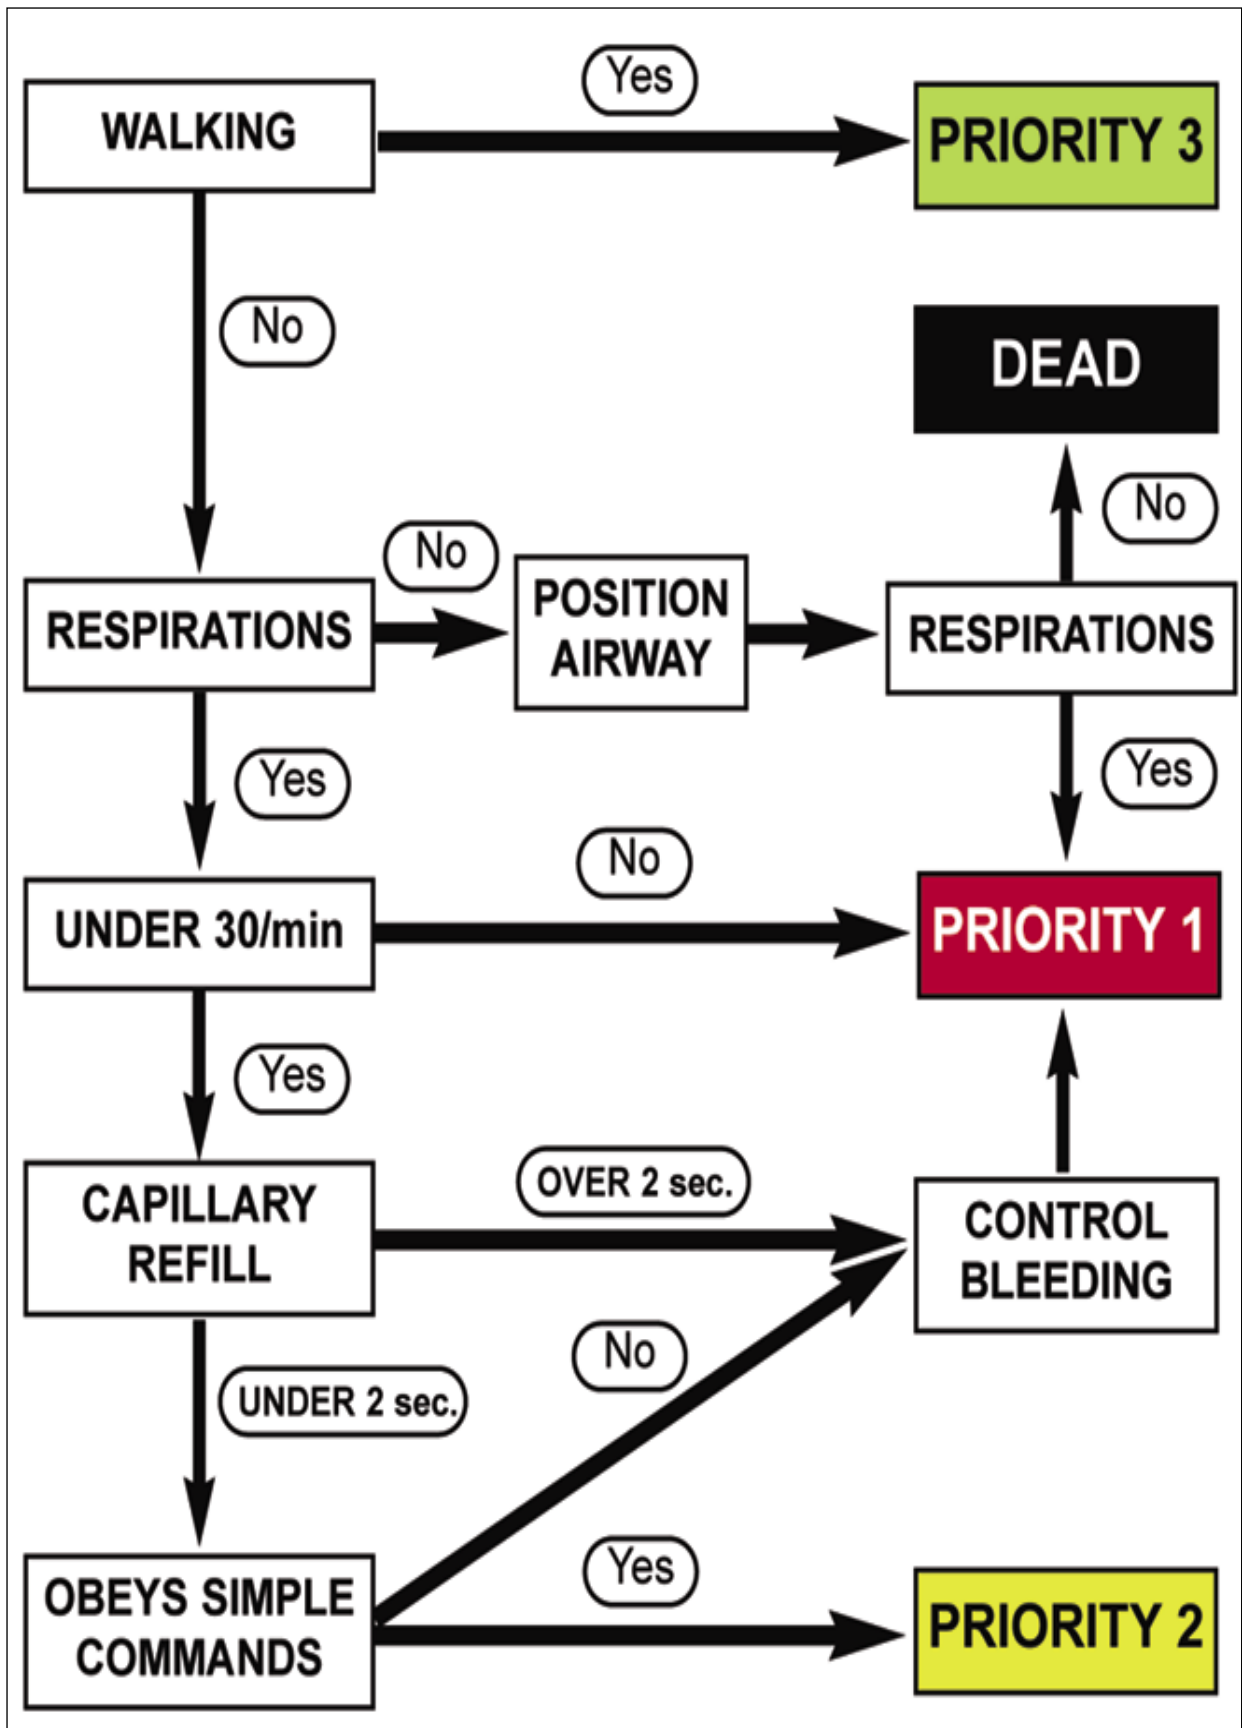 WALKING
Yes
PRIORITY 3
No
DEAD
No
RESPIRATIONS
No
POSITION
AIRWAY
RESPIRATIONS
Yes
Yes
UNDER 30/min
No
PRIORITY 1
Yes
CAPILLARY
REFILL
OVER 2 sec.
CONTROL
BLEEDING
No
UNDER 2 sec.
OBEYS SIMPLE
COMMANDS
Yes
PRIORITY 2